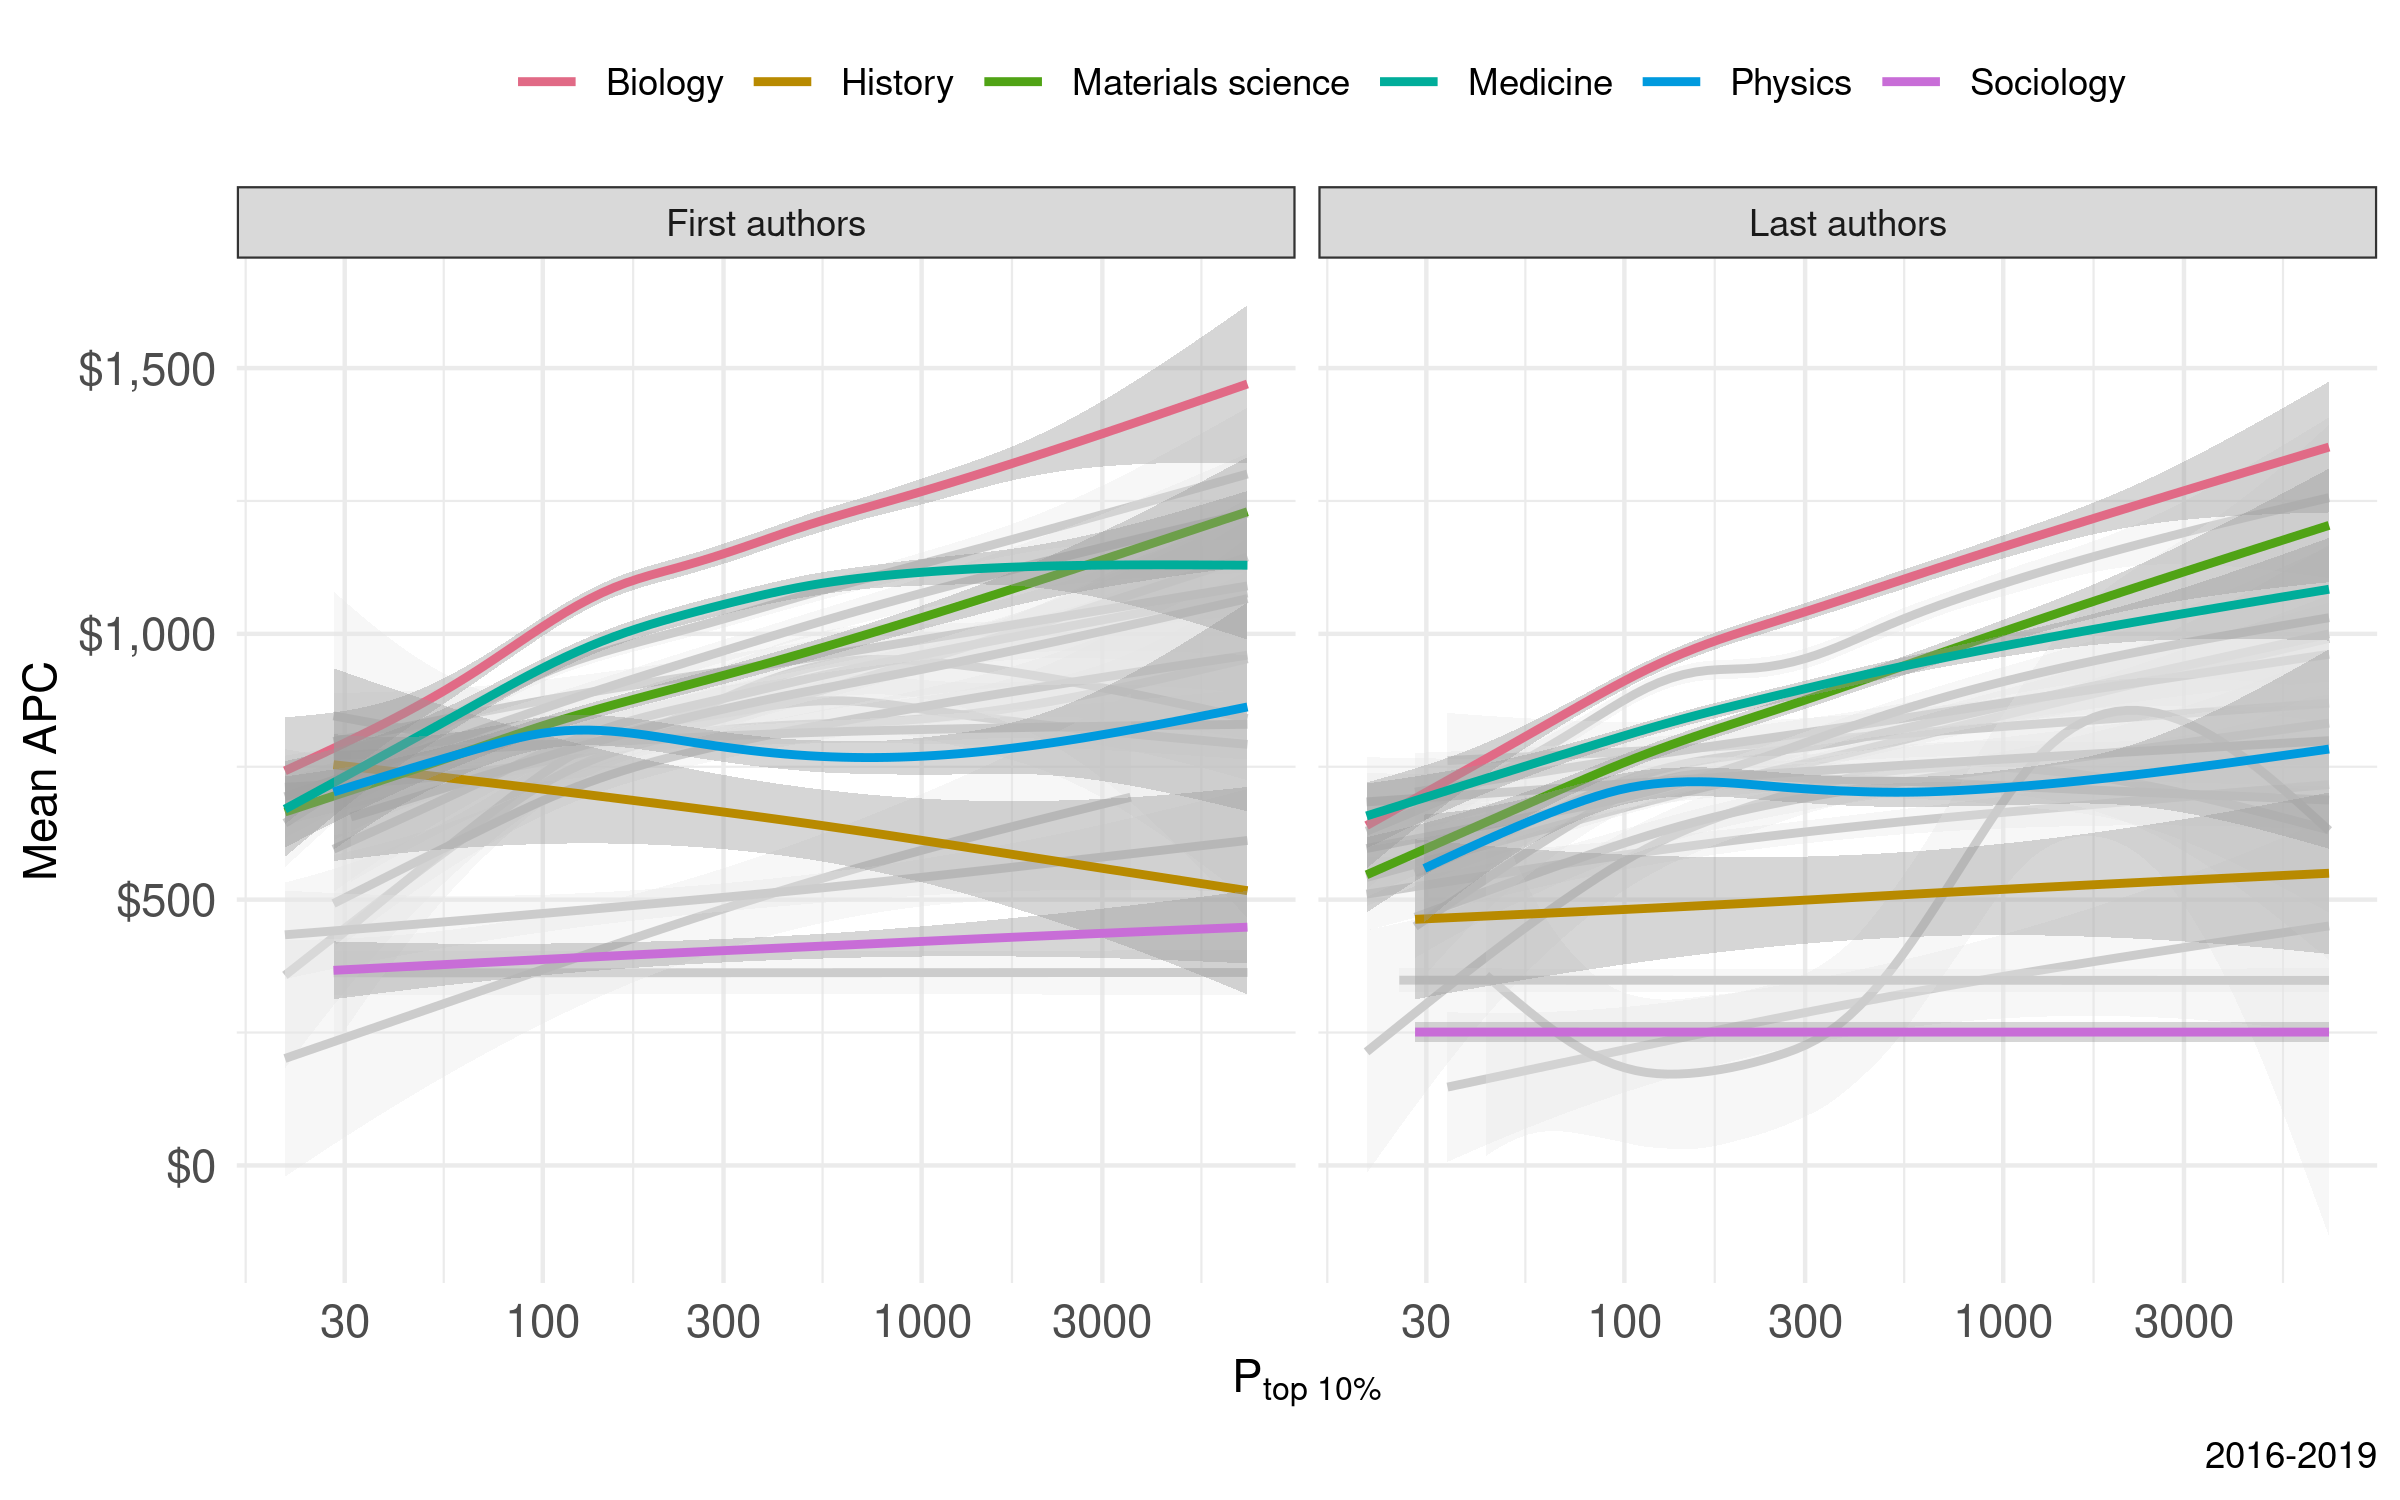 Biology History Materials science Medicine Physics Sociology
First authors Last authors
Mean APC
$1,500
$1,000
$500
$0
30 100 300 1000 3000 30 100 300 1000 3000
P top 10%
2016-2019